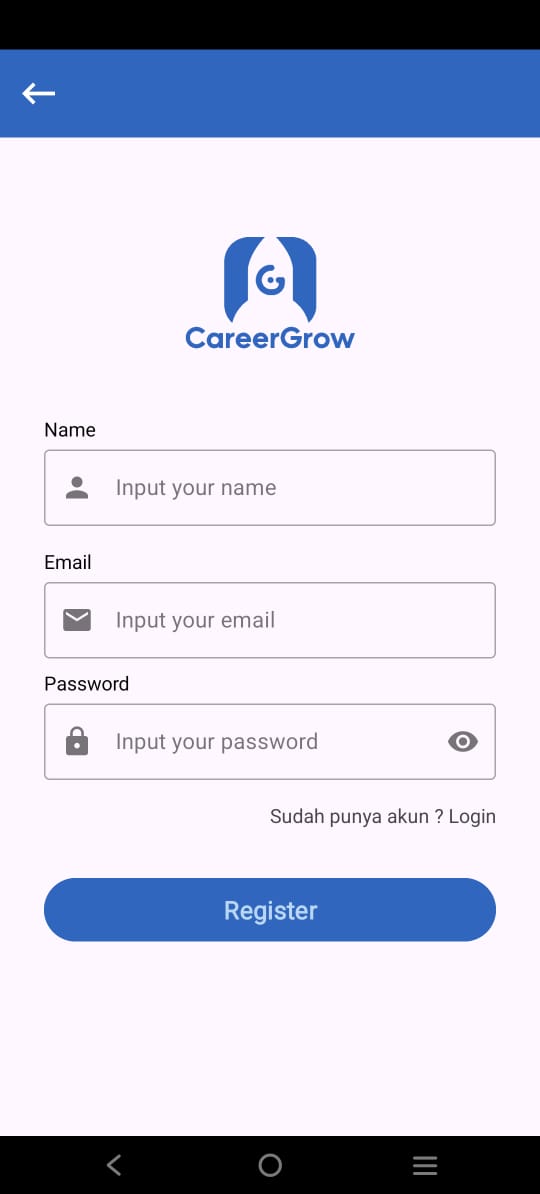 CareerGrow
Name
Input your name
Email
Input your email
Password
Input your password
Sudah punya akun ? Login
Register